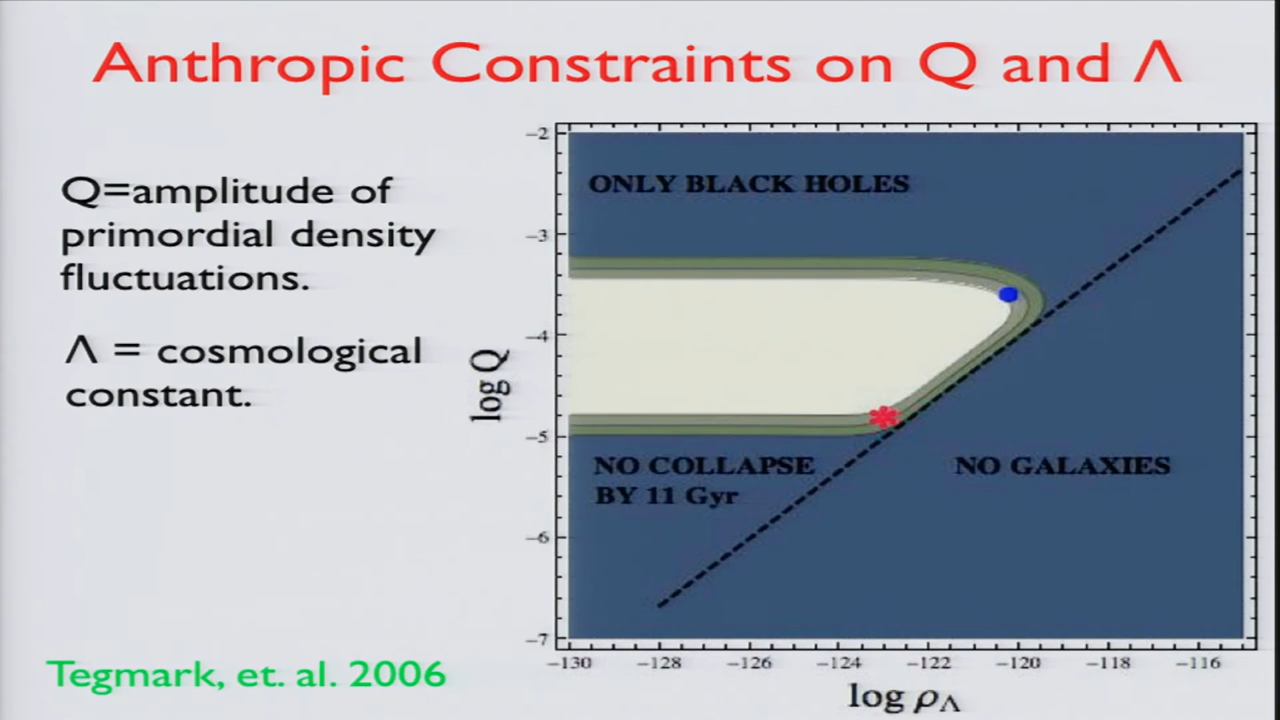 Anthropic Constraints on Q and Λ
Q=amplitude of
primordial density
fluctuations.
Λ = cosmological
constant.
Tegmark, et. al. 2006
ONLY BLACK HOLES
NO COLLAPSE
BY 11 Gyr
NO GALAXIES
log Q
-2
-3
-4
-5
-6
-7
-130 -128 -126 -124 -122 -120 -118 -116
log ρΛ